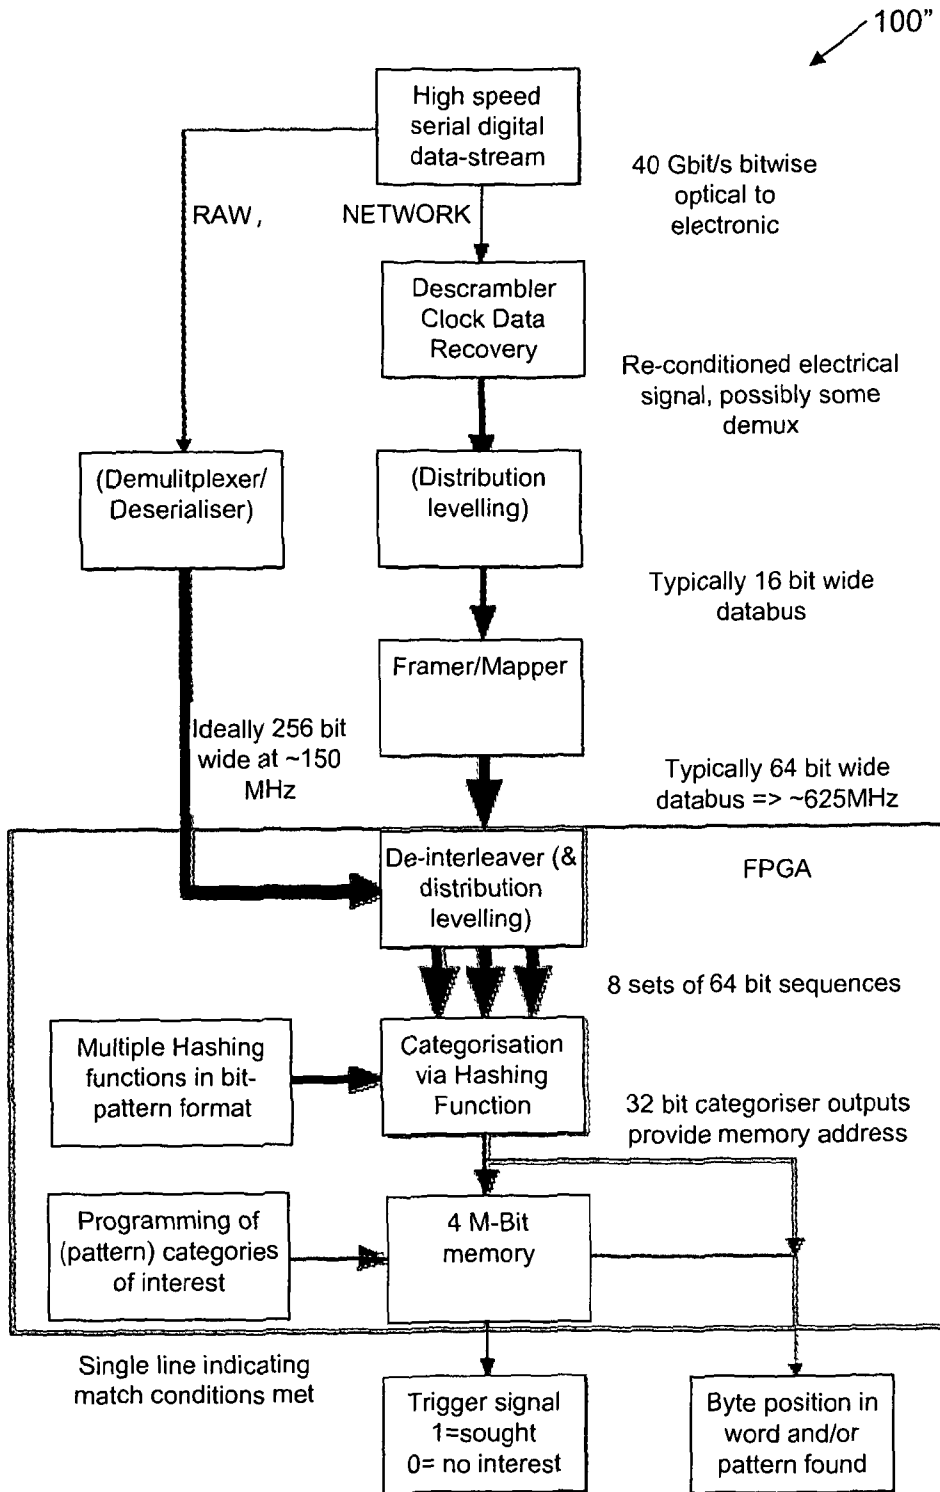 100"
High speed
serial digital
data-stream
40 Gbit/s bitwise
optical to
electronic
RAW,
NETWORK
Descrambler
Clock Data
Recovery
Re-conditioned electrical
signal, possibly some
demux
(Demulitplexer/
Deserialiser)
(Distribution
levelling)
Typically 16 bit wide
databus
Framer/Mapper
Ideally 256 bit
wide at ~150
MHz
Typically 64 bit wide
databus => ~625MHz
De-interleaver (&
distribution
levelling)
FPGA
8 sets of 64 bit sequences
Multiple Hashing
functions in bit-
pattern format
Categorisation
via Hashing
Function
32 bit categoriser outputs
provide memory address
Programming of
(pattern) categories
of interest
4 M-Bit
memory
Single line indicating
match conditions met
Trigger signal
1=sought
0= no interest
Byte position in
word and/or
pattern found